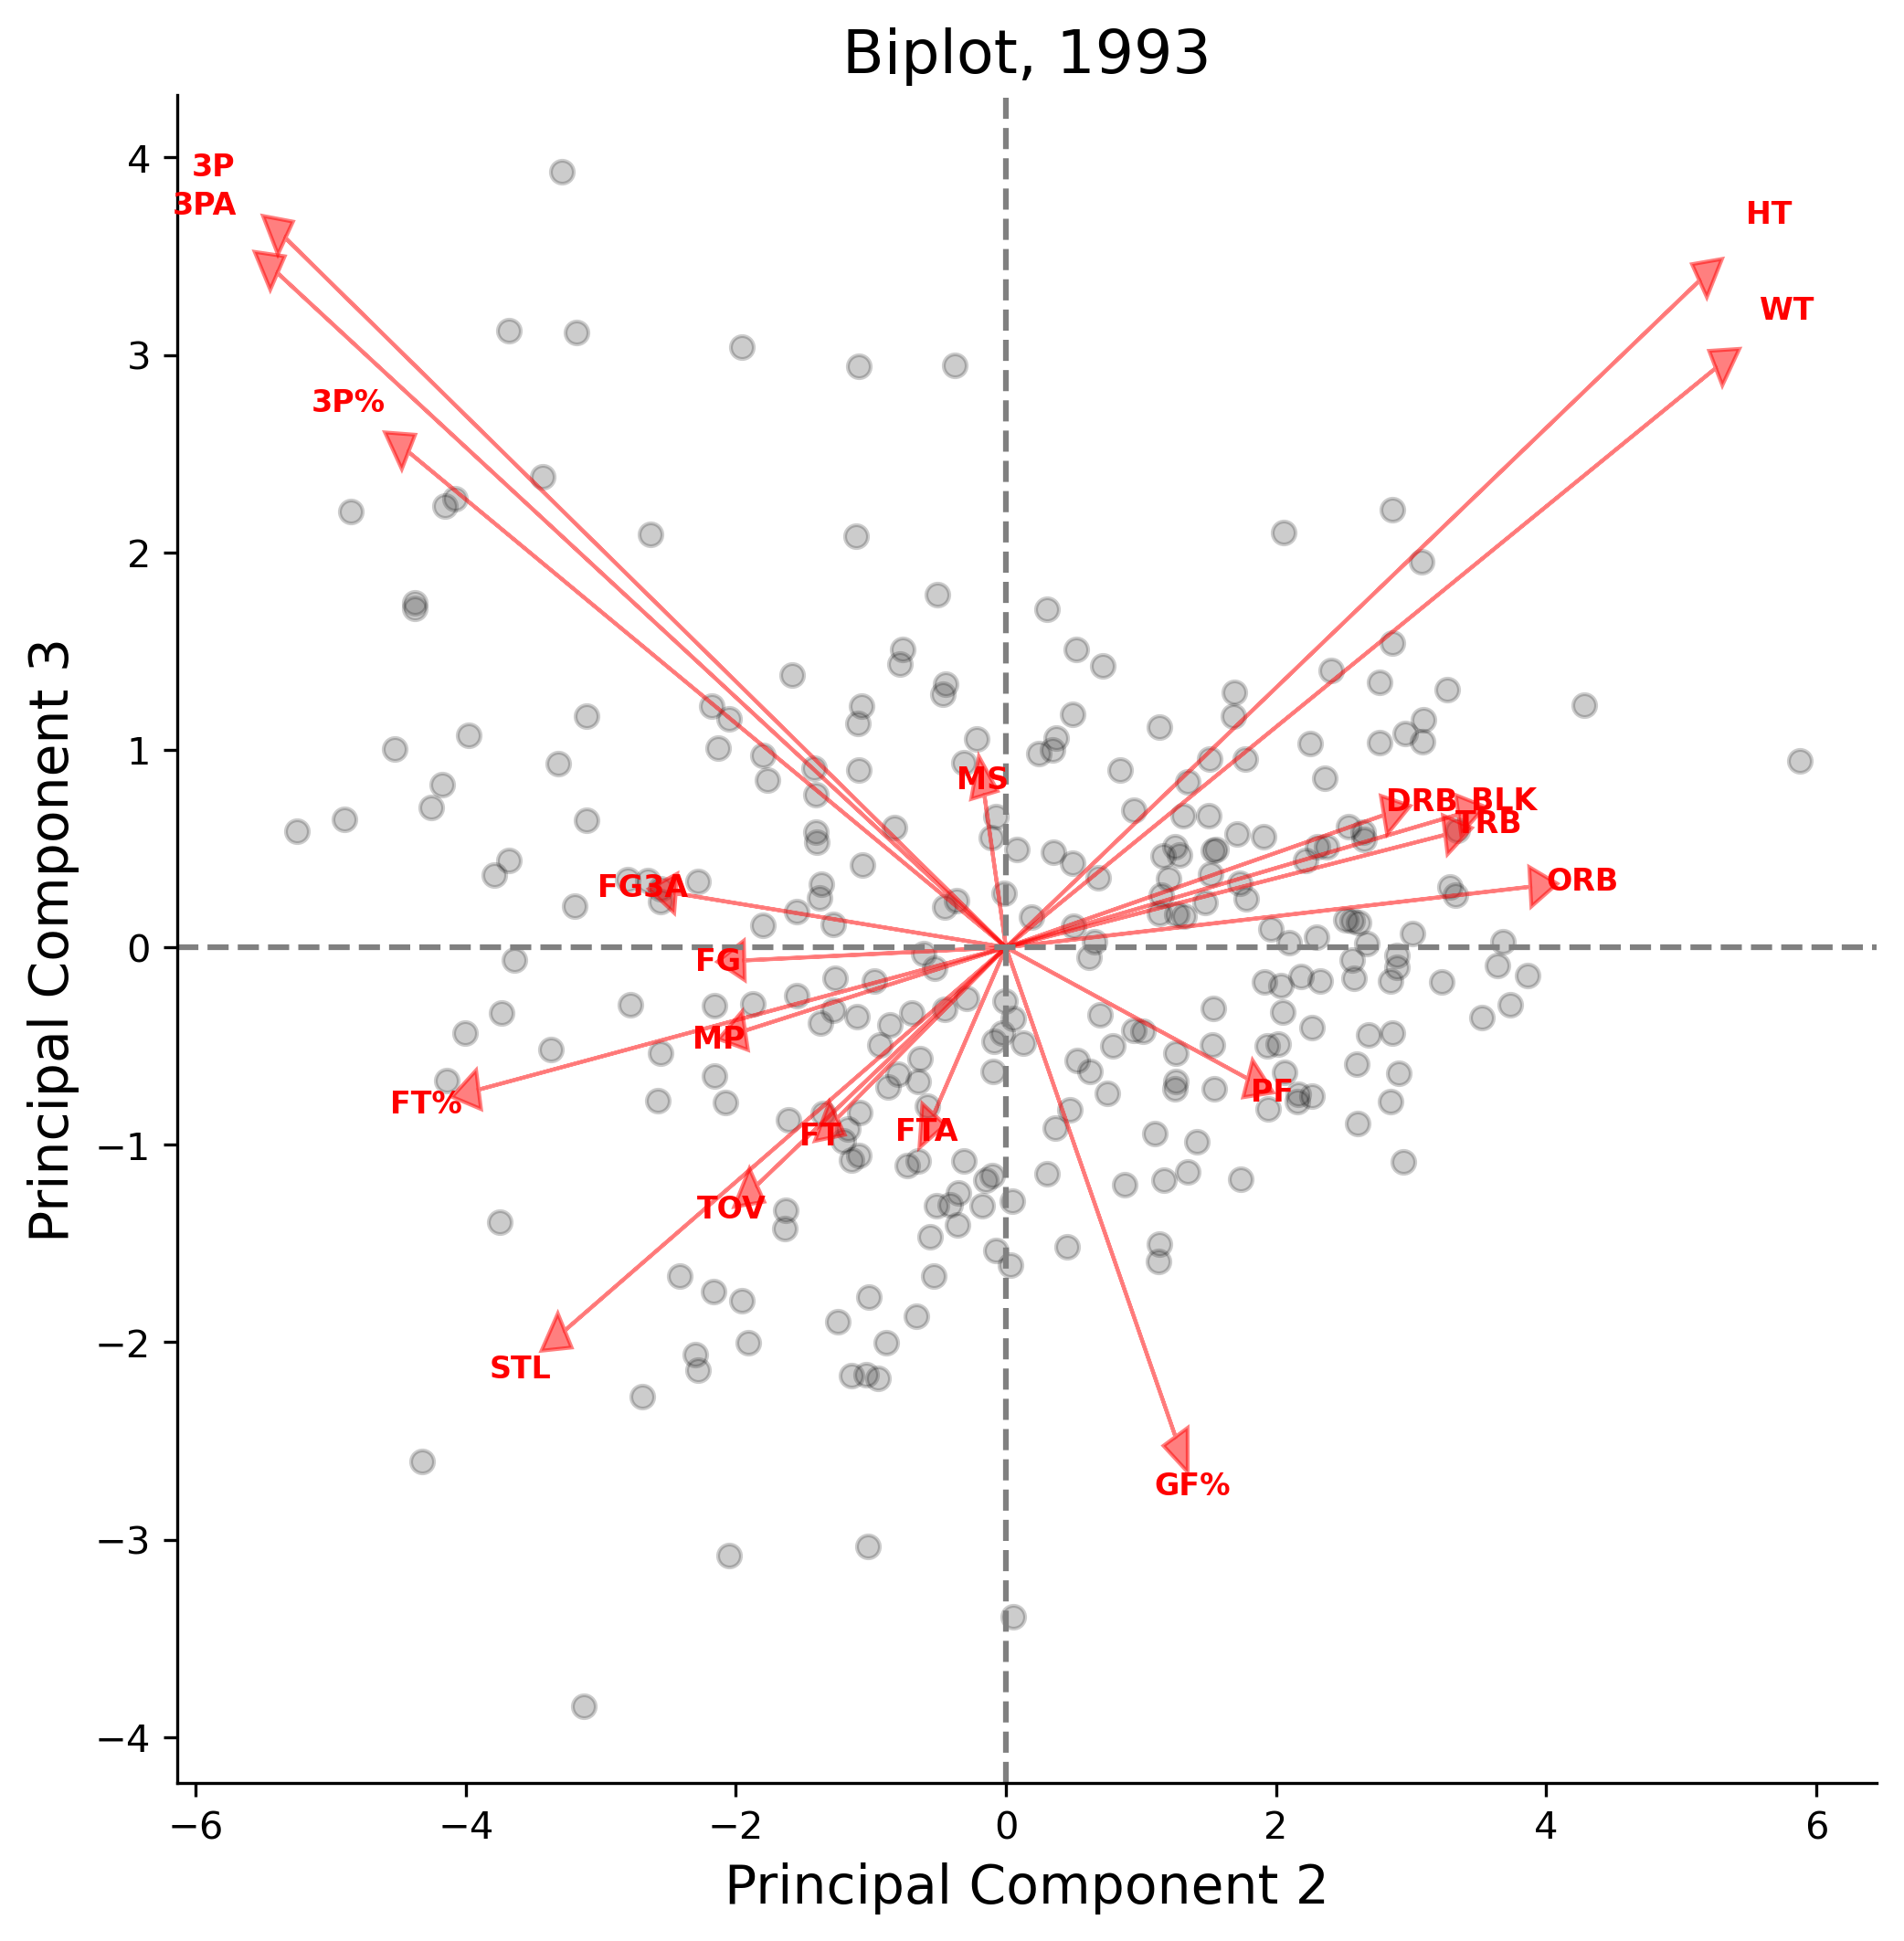 Biplot, 1993
4
3P
3PA
HT
WT
3
3P%
2
1
MS
DRB BLK
TRB
FG3A
ORB
0
FG
MP
FT%
PF
−1
FT
FTA
TOV
−2
STL
GF%
−3
−4
−6 −4 −2 0 2 4 6
Principal Component 2
Principal Component 3